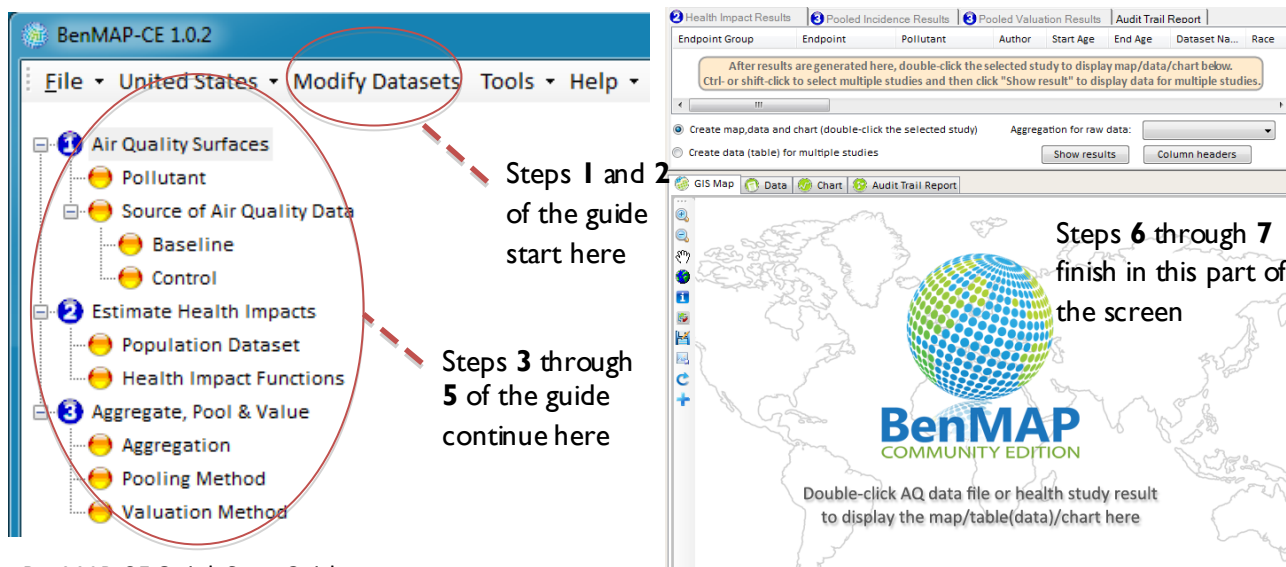 BenMAP-CE 1.0.2
File United States Modify Datasets Tools Help
1 Air Quality Surfaces
Pollutant
Source of Air Quality Data
Baseline
Control
2 Estimate Health Impacts
Population Dataset
Health Impact Functions
3 Aggregate, Pool & Value
Aggregation
Pooling Method
Valuation Method
Steps 1 and 2
of the guide
start here
Steps 3 through
5 of the guide
continue here
2 Health Impact Results 3 Pooled Incidence Results 3 Pooled Valuation Results Audit Trail Report
Endpoint Group Endpoint Pollutant Author Start Age End Age Dataset Na... Race
After results are generated here, double-click the selected study to display map/data/chart below.
Ctrl- or shift-click to select multiple studies and then click "Show result" to display data for multiple studies.
Create map,data and chart (double-click the selected study) Aggregation for raw data:
Create data (table) for multiple studies Show results Column headers
GIS Map Data Chart Audit Trail Report
Steps 6 through 7
finish in this part of
the screen
BenMAP
COMMUNITY EDITION
Double-click AQ data file or health study result
to display the map/table(data)/chart here